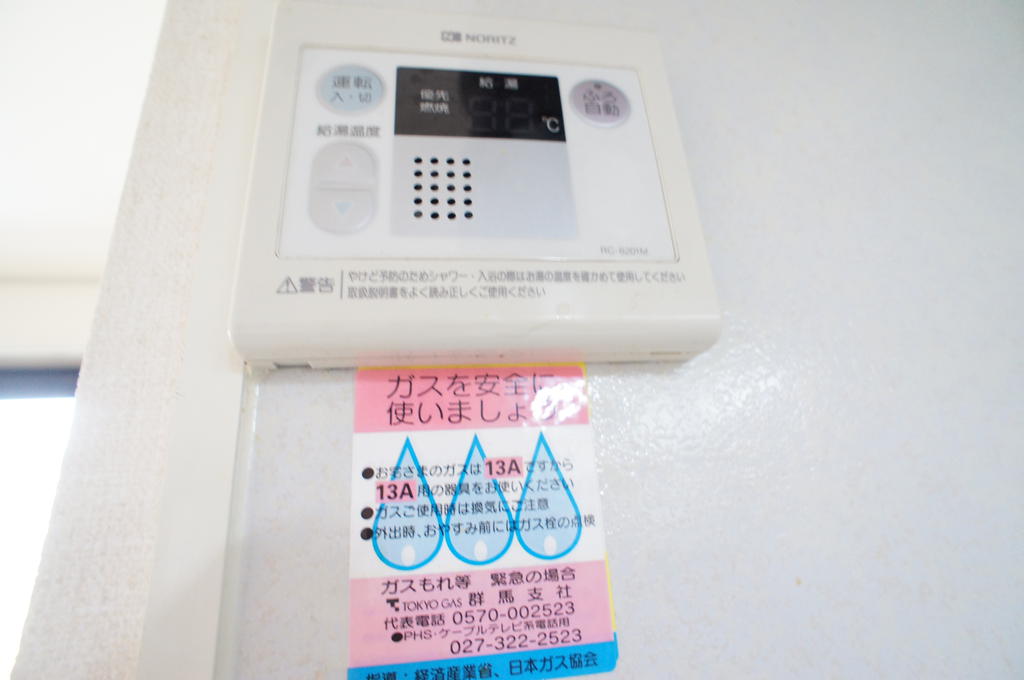 NORITZ
運転
入・切
給湯
優先
燃焼
℃
ふろ
自動
給湯温度
RC-6201M
警告
やけど予防のためシャワー・入浴の際は出湯の温度を確かめて使用してください
取扱説明書をよく読み正しくご使用ください
ガスを安全に
使いましょう
●お宅さまのガスは13Aですから
13A用の器具をお使いください
●ガスご使用時は換気にご注意
●外出時、おやすみ前にはガス栓の点検
ガスもれ等 緊急の場合
TOKYO GAS 群馬支社
代表電話 0570-002523
●PHS・ケーブルテレビ系電話用
027-322-2523
指導：経済産業省、日本ガス協会